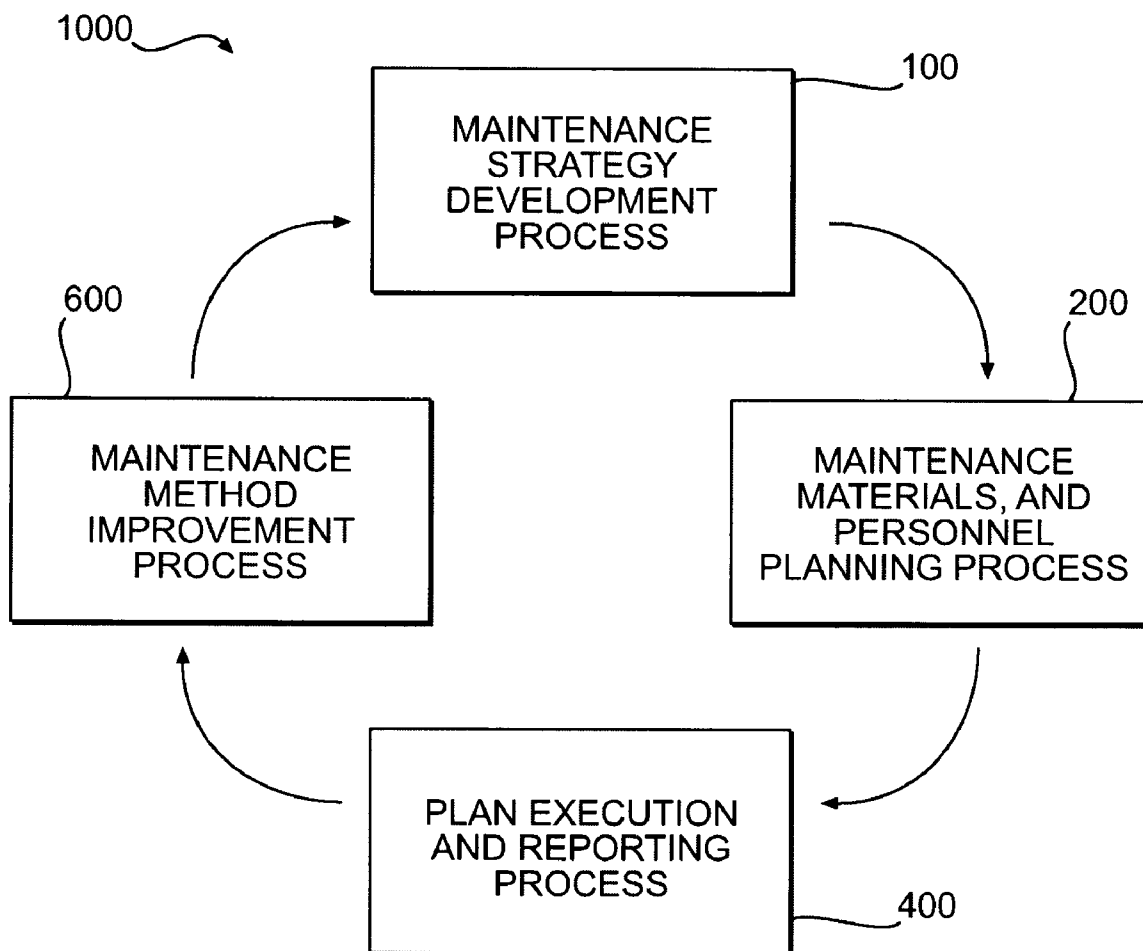 1000
100
MAINTENANCE
STRATEGY
DEVELOPMENT
PROCESS
600
200
MAINTENANCE
METHOD
IMPROVEMENT
PROCESS
MAINTENANCE
MATERIALS, AND
PERSONNEL
PLANNING PROCESS
PLAN EXECUTION
AND REPORTING
PROCESS
400